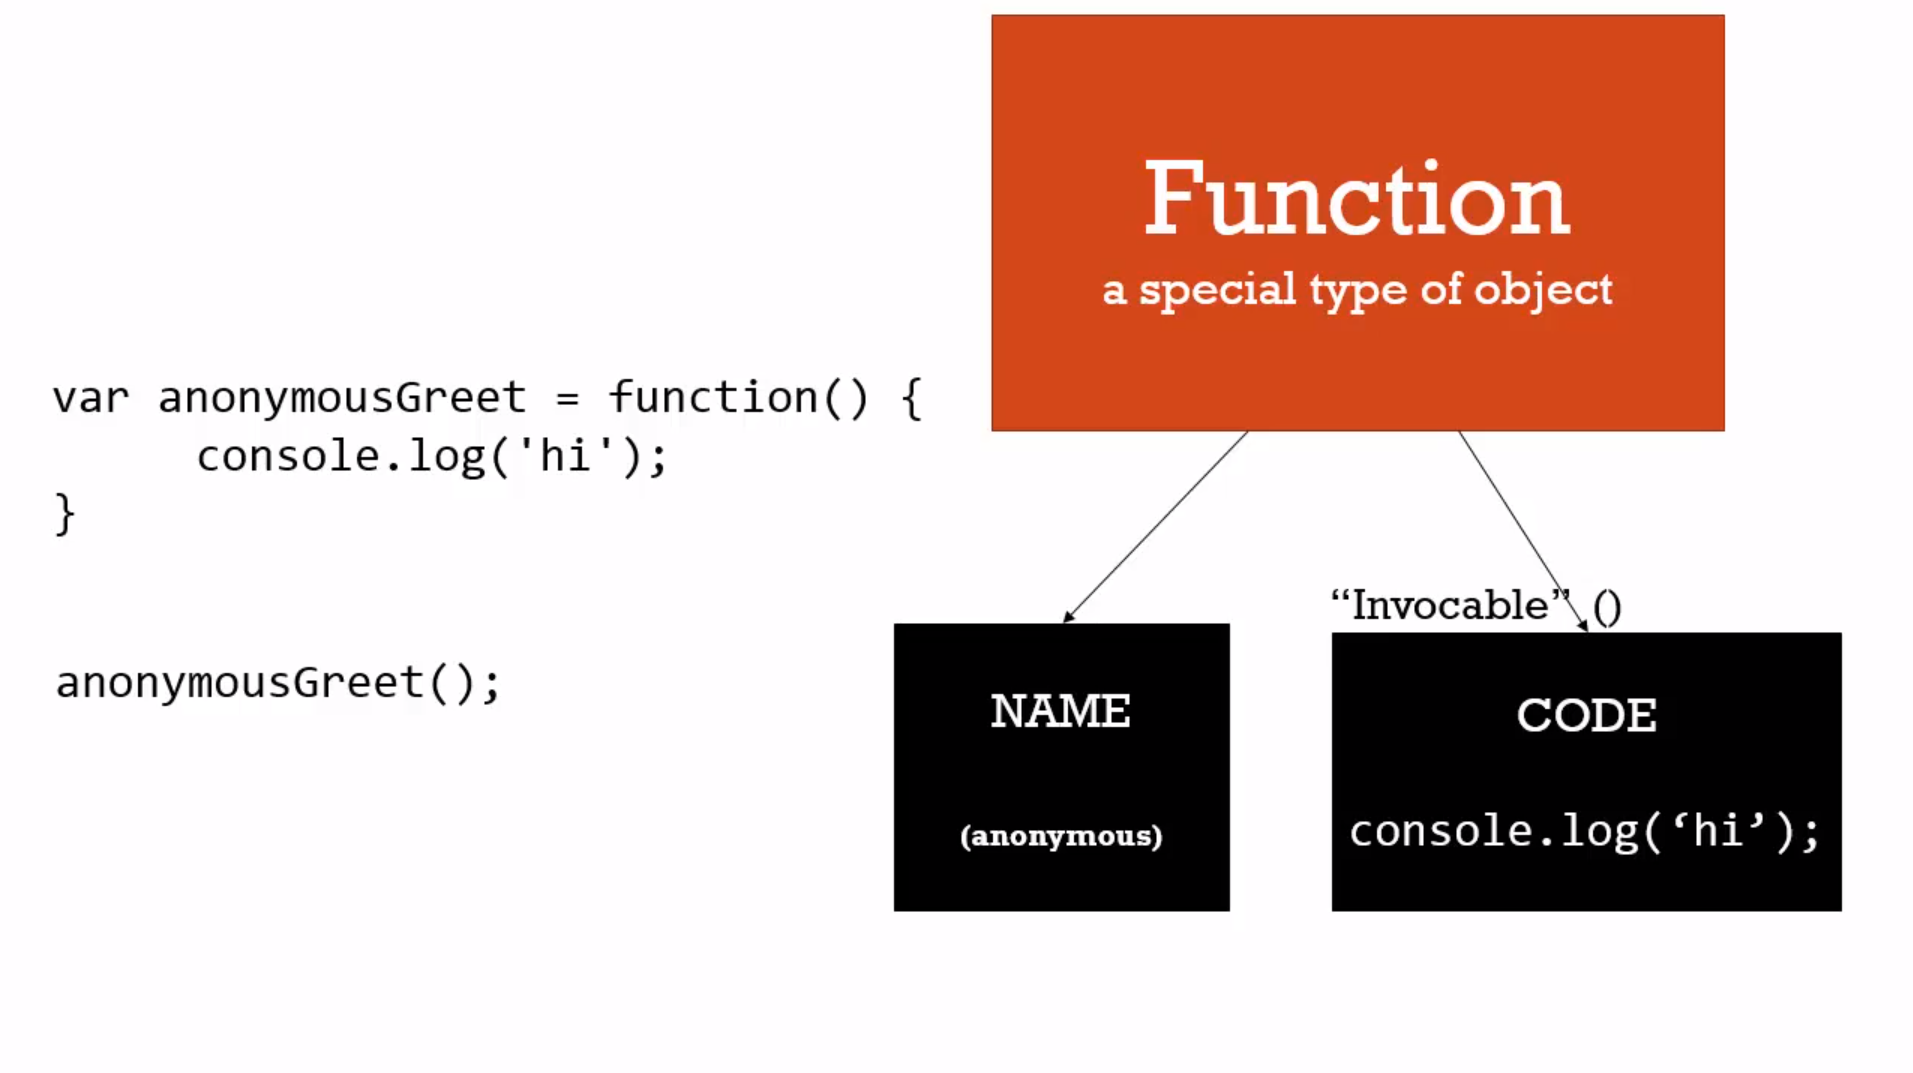 var anonymousGreet = function() {
console.log('hi');
}
anonymousGreet();
Function
a special type of object
“Invocable” ()
NAME
(anonymous)
CODE
console.log(‘hi’);